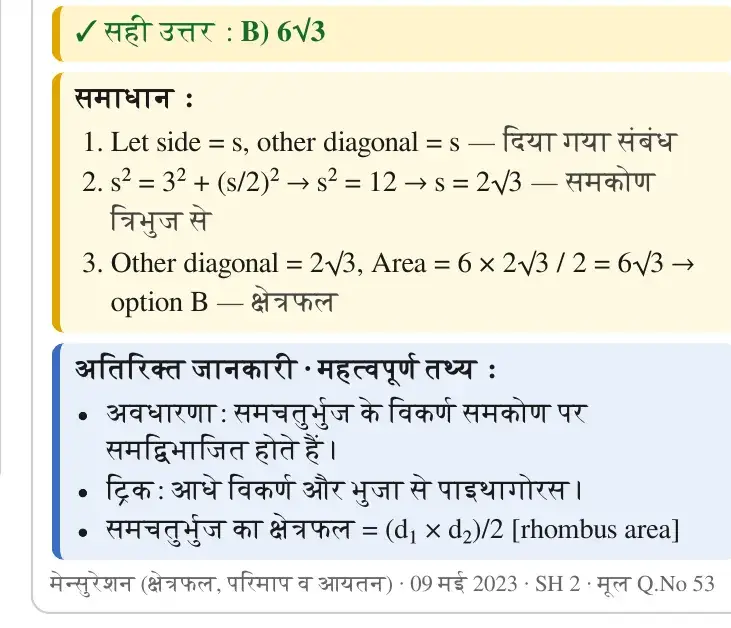 ✓ सही उत्तर : B) 6√3
समाधान :
1. Let side = s, other diagonal = s — दिया गया संबंध
2. s² = 3² + (s/2)² → s² = 12 → s = 2√3 — समकोण
त्रिभुज से
3. Other diagonal = 2√3, Area = 6 × 2√3 / 2 = 6√3 →
option B — क्षेत्रफल
अतिरिक्त जानकारी · महत्वपूर्ण तथ्य :
• अवधारणा : समचतुर्भुज के विकर्ण समकोण पर
समद्विभाजित होते हैं।
• ट्रिक : आधे विकर्ण और भुजा से पाइथागोरस।
• समचतुर्भुज का क्षेत्रफल = (d₁ × d₂)/2 [rhombus area]
मेन्सुरेशन (क्षेत्रफल, परिमाप व आयतन) · 09 मई 2023 · SH 2 · मूल Q.No 53